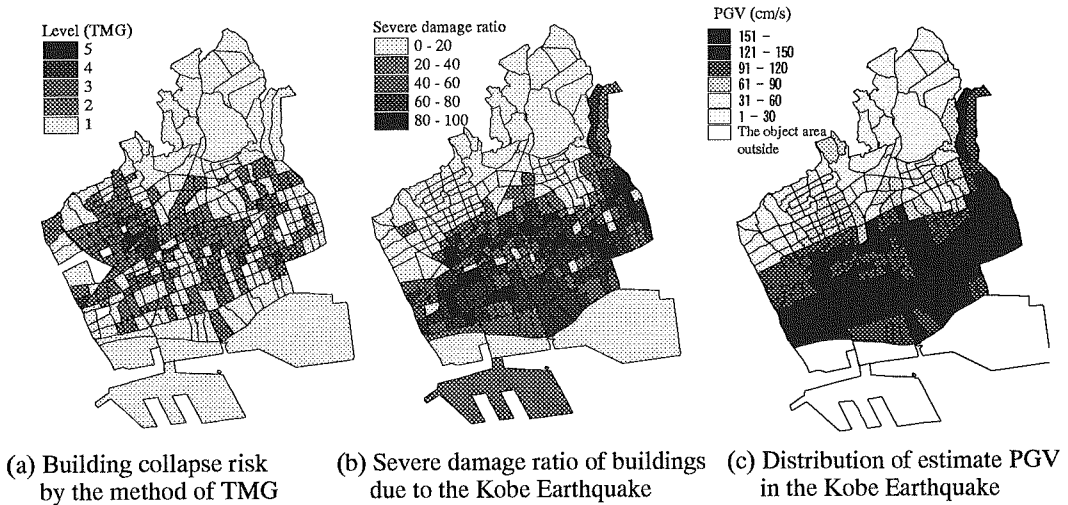 Level (TMG)
5
4
3
2
1
Severe damage ratio
0 - 20
20 - 40
40 - 60
60 - 80
80 - 100
PGV (cm/s)
151 -
121 - 150
91 - 120
61 - 90
31 - 60
1 - 30
The object area
outside
(a) Building collapse risk
by the method of TMG
(b) Severe damage ratio of buildings
due to the Kobe Earthquake
(c) Distribution of estimate PGV
in the Kobe Earthquake